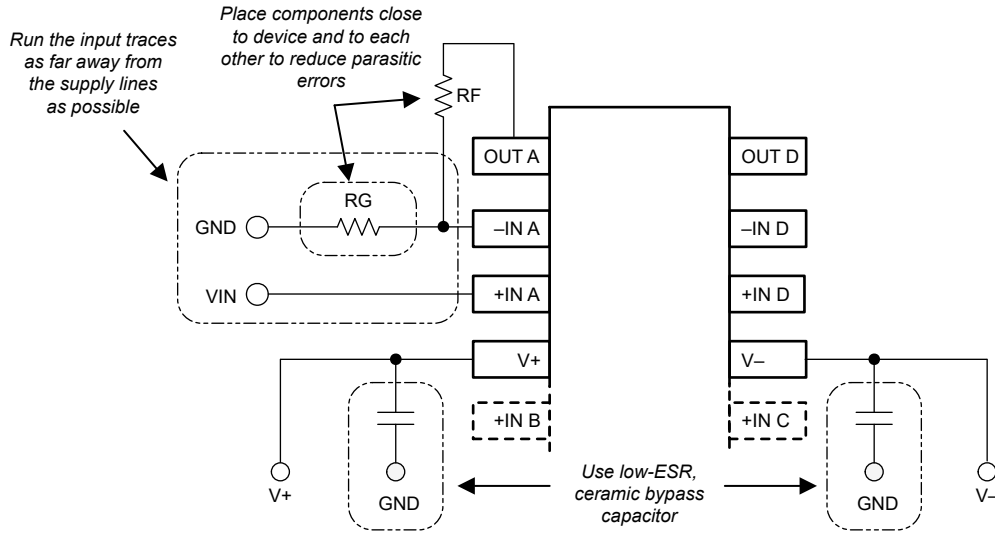 Place components close
to device and to each
other to reduce parasitic
errors
Run the input traces
as far away from
the supply lines
as possible
RF
OUT A
OUT D
RG
GND
–IN A
–IN D
VIN
+IN A
+IN D
V+
V–
+IN B
+IN C
V+
GND
Use low-ESR,
ceramic bypass
capacitor
GND
V–